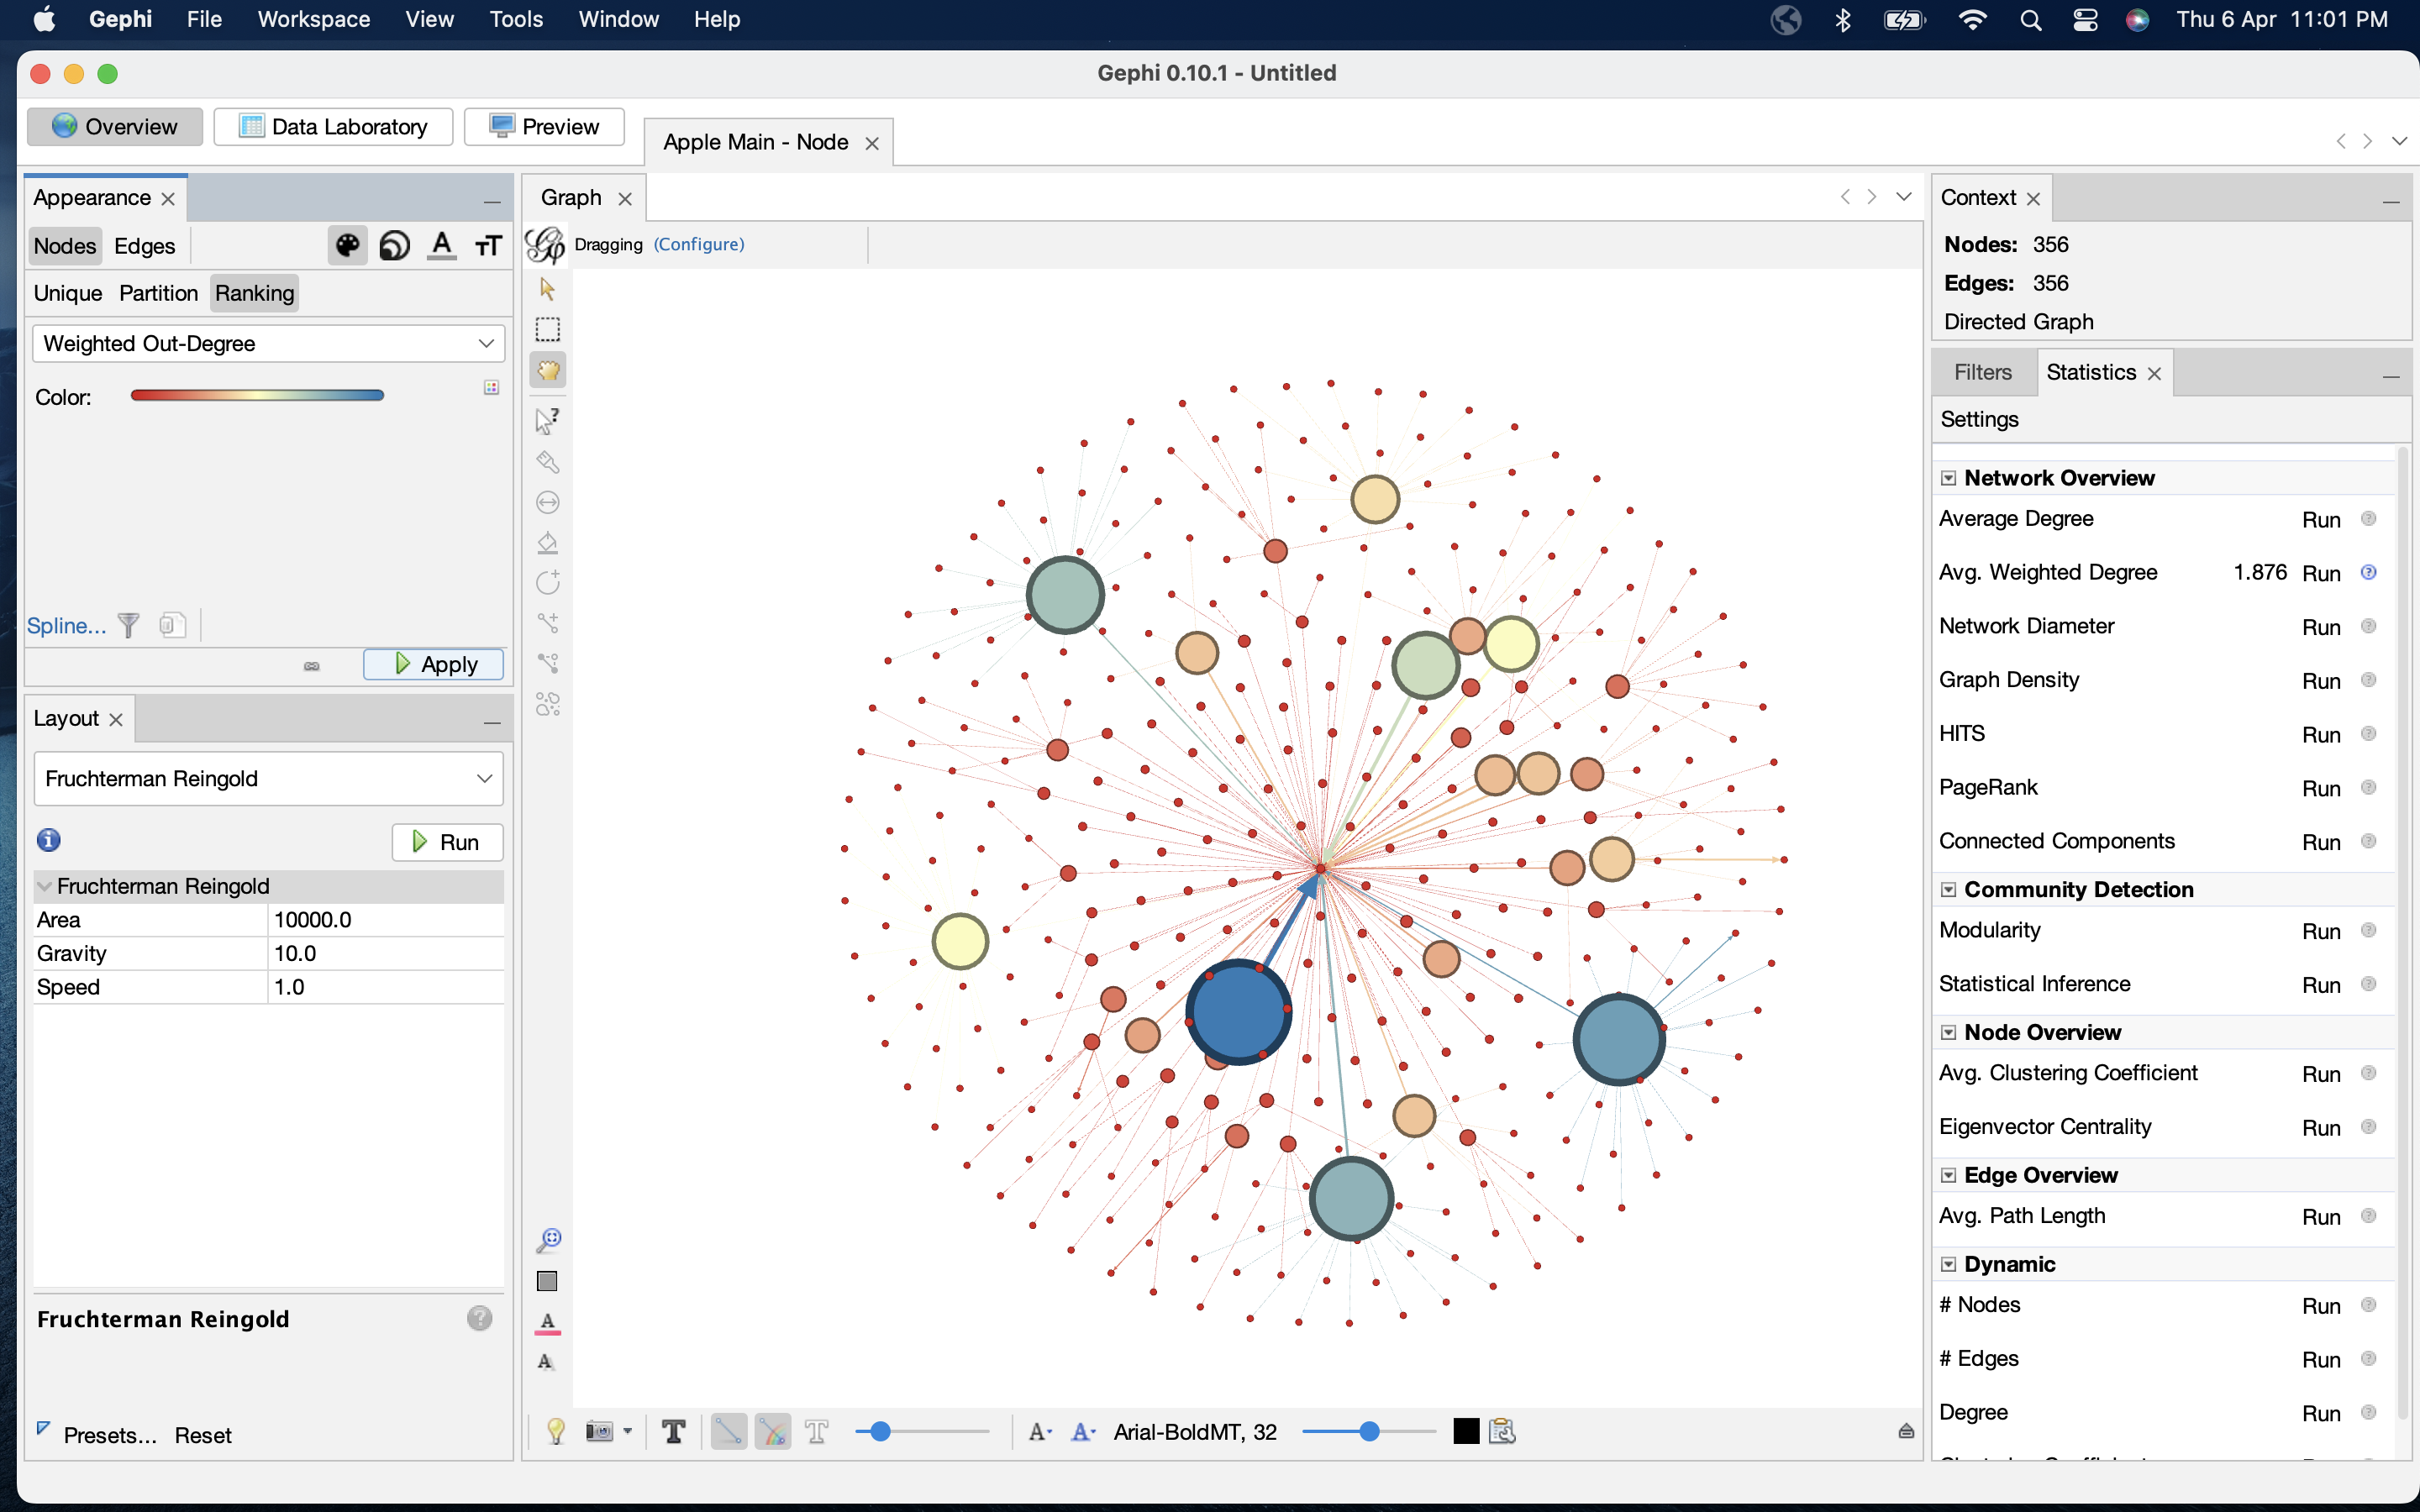 Gephi File Workspace View Tools Window Help Thu 6 Apr 11:01 PM
Gephi 0.10.1 - Untitled
Overview Data Laboratory Preview Apple Main - Node
Appearance
Nodes Edges
Unique Partition Ranking
Weighted Out-Degree
Color:
Spline...
Apply
Layout
Fruchterman Reingold
Run
Fruchterman Reingold
Area 10000.0
Gravity 10.0
Speed 1.0
Fruchterman Reingold
Presets... Reset
Graph
Dragging (Configure)
Arial-BoldMT, 32
Context
Nodes: 356
Edges: 356
Directed Graph
Filters Statistics
Settings
Network Overview
Average Degree Run
Avg. Weighted Degree 1.876 Run
Network Diameter Run
Graph Density Run
HITS Run
PageRank Run
Connected Components Run
Community Detection
Modularity Run
Statistical Inference Run
Node Overview
Avg. Clustering Coefficient Run
Eigenvector Centrality Run
Edge Overview
Avg. Path Length Run
Dynamic
# Nodes Run
# Edges Run
Degree Run